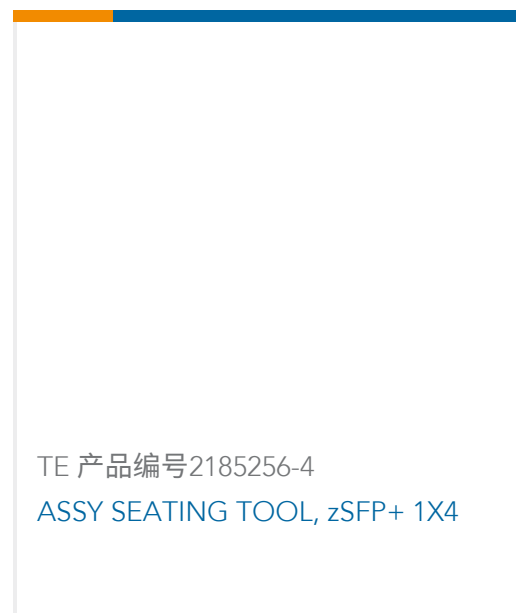 TE 产品编号2185256-4
ASSY SEATING TOOL, zSFP+ 1X4